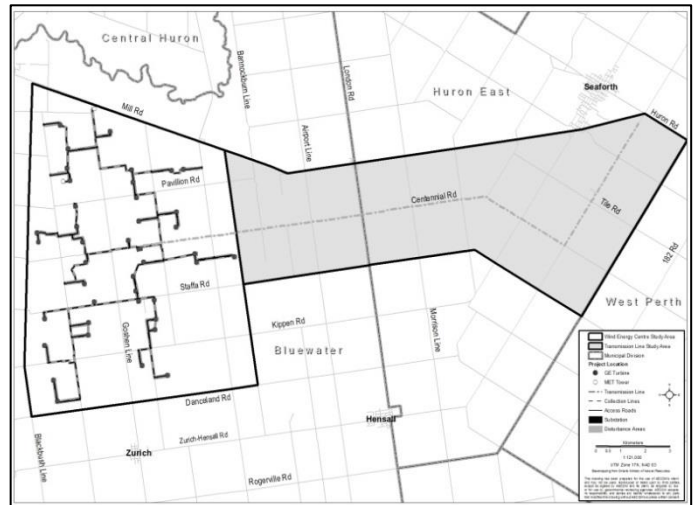 Central Huron
Bannockburn Line
London Rd
Huron East
Seaforth
Huron Rd
Mill Rd
Airport Line
Pavilion Rd
Centennial Rd
Tile Rd
182 Rd
Staffa Rd
West Perth
Goshen Line
Kippen Rd
Morrison Line
Bluewater
Danceland Rd
Hensall
Blackbush Line
Zurich
Zurich-Hensall Rd
Rogerville Rd
Wind Energy Centre Study Area
Transmission Line Study Area
Municipal Division
Project Location
GE Turbine
MET Tower
Transmission Line
Collection Lines
Access Roads
Substation
Disturbance Areas
Kilometres